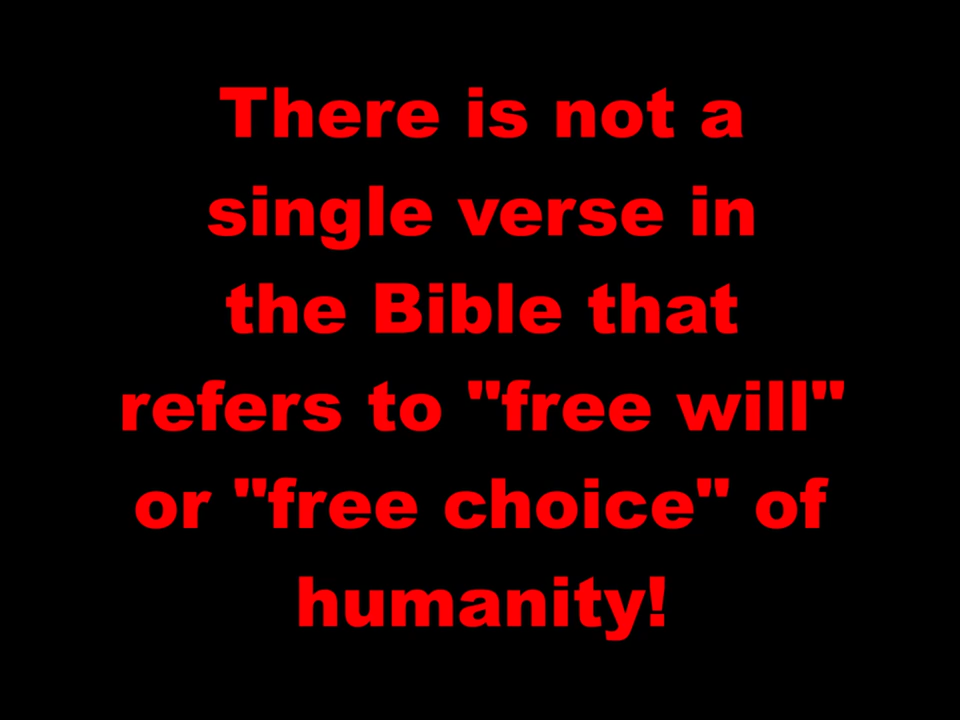 There is not a
single verse in
the Bible that
refers to "free will"
or "free choice" of
humanity!